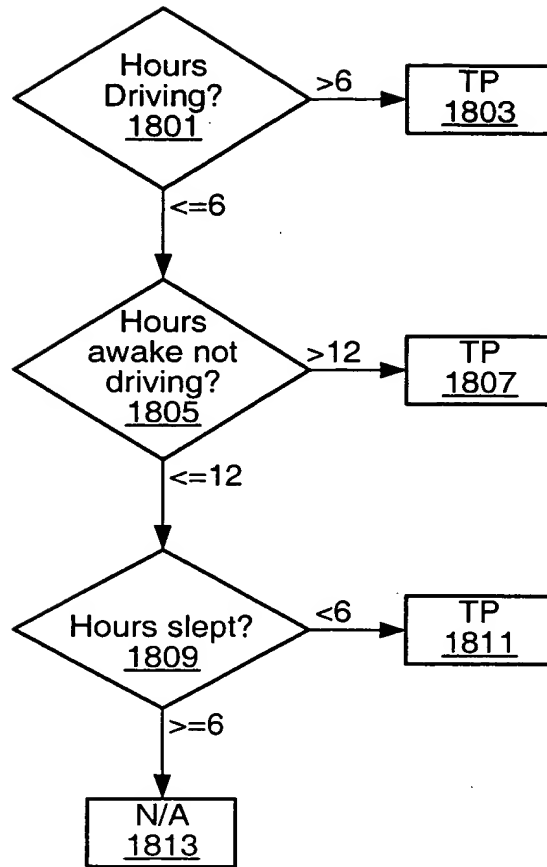 Hours
Driving?
1801
>6
TP
1803
<=6
Hours
awake not
driving?
1805
>12
TP
1807
<=12
Hours slept?
1809
<6
TP
1811
>=6
N/A
1813